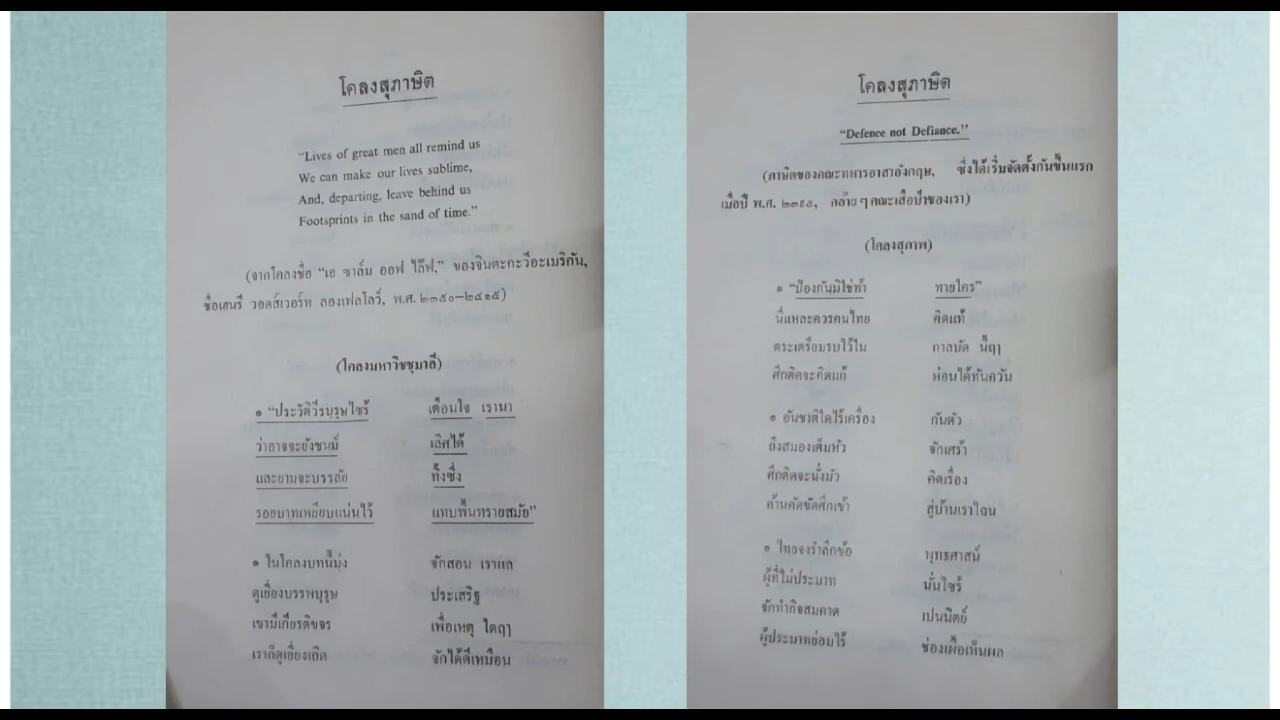 โคลงสุภาษิต
“Lives of great men all remind us
We can make our lives sublime,
And, departing, leave behind us
Footsprints in the sand of time.”
(จากโคลงชื่อ “เอ ซาล์ม ออฟ ไล๊ฟ,” ของจินตะกะวีอะเมริกัน,
ชื่อเฮนรี วอดส์เวอร์ท ลองเฟลโลว์, พ.ศ. ๒๓๕๐—๒๔๑๕)
(โคลงมหาวิชชุมาลี)
๑ “ประวัติวีรบุรุษไซร้ เตือนใจ เรานา
ว่าอาจจะยังชนม์ เลิศได้
และยามจะบรรลัย ทิ้งซึ่ง
รอยบาทเหยียบแน่นไว้ แทบพื้นทรายสมัย”
๑ ในโคลงบทนี้มุ่ง จักสอน เราแล
ดูเยี่ยงบรรพบุรุษ ประเสริฐ
เขามีเกียรติขจร เพื่อเหตุ ใดฤๅ
เราก็ดูเยี่ยงเถิด จักได้ดีเหมือน
โคลงสุภาษิต
“Defence not Defiance.”
(ภาษิตของคณะทหารอาสาอังกฤษ, ซึ่งได้เริ่มจัดตั้งกันขึ้นแรก
เมื่อปี พ.ศ. ๒๓๙๕, คล้าย ๆ คณะเสือป่าของเรา)
(โคลงสุภาพ)
๑ “ป้องกันมิใช่ท้า ทายใคร”
นี่แหละควรคนไทย คิดแท้
ตระเตรียมรบไว้ใน กาลบัด นี้ฤๅ
ศึกติดจะคิดแก้ ห่อนได้ทันควัน
๑ อันชาติใดไร้เครื่อง กันตัว
ถึงสมองเต็มหัว จักเศร้า
ศึกติดจะนั่งมัว คิดเรื่อง
ค้านคัดขัดศึกเข้า สู่บ้านเราไฉน
๑ ไทยจงรำลึกข้อ พุทธศาสน์
ผู้ที่ไม่ประมาท นั่นไซร้
จักทำกิจสมคาด เปนนิตย์
ผู้ประมาทย่อมไร้ ช่องเผื่อเห็นผล